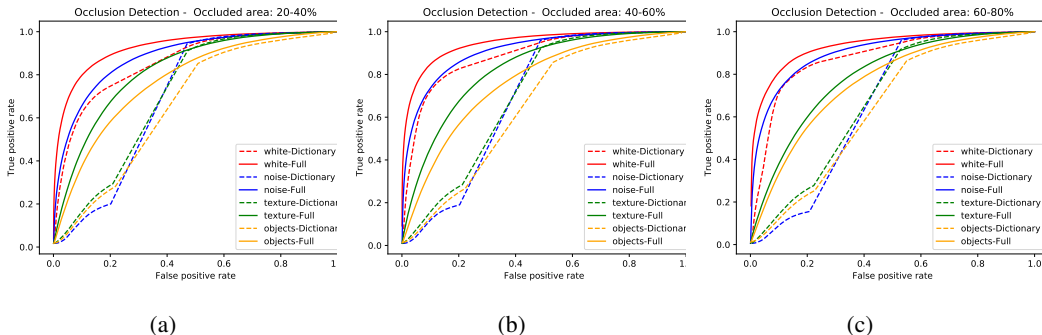 Occlusion Detection - Occluded area: 20-40%
True positive rate
1.0
0.8
0.6
0.4
0.2
0.0
white-Dictionary
white-Full
noise-Dictionary
noise-Full
texture-Dictionary
texture-Full
objects-Dictionary
objects-Full
0.0 0.2 0.4 0.6 0.8 1.
False positive rate
(a)
Occlusion Detection - Occluded area: 40-60%
True positive rate
1.0
0.8
0.6
0.4
0.2
0.0
white-Dictionary
white-Full
noise-Dictionary
noise-Full
texture-Dictionary
texture-Full
objects-Dictionary
objects-Full
0.0 0.2 0.4 0.6 0.8 1.
False positive rate
(b)
Occlusion Detection - Occluded area: 60-80%
True positive rate
1.0
0.8
0.6
0.4
0.2
0.0
white-Dictionary
white-Full
noise-Dictionary
noise-Full
texture-Dictionary
texture-Full
objects-Dictionary
objects-Full
0.0 0.2 0.4 0.6 0.8 1.0
False positive rate
(c)